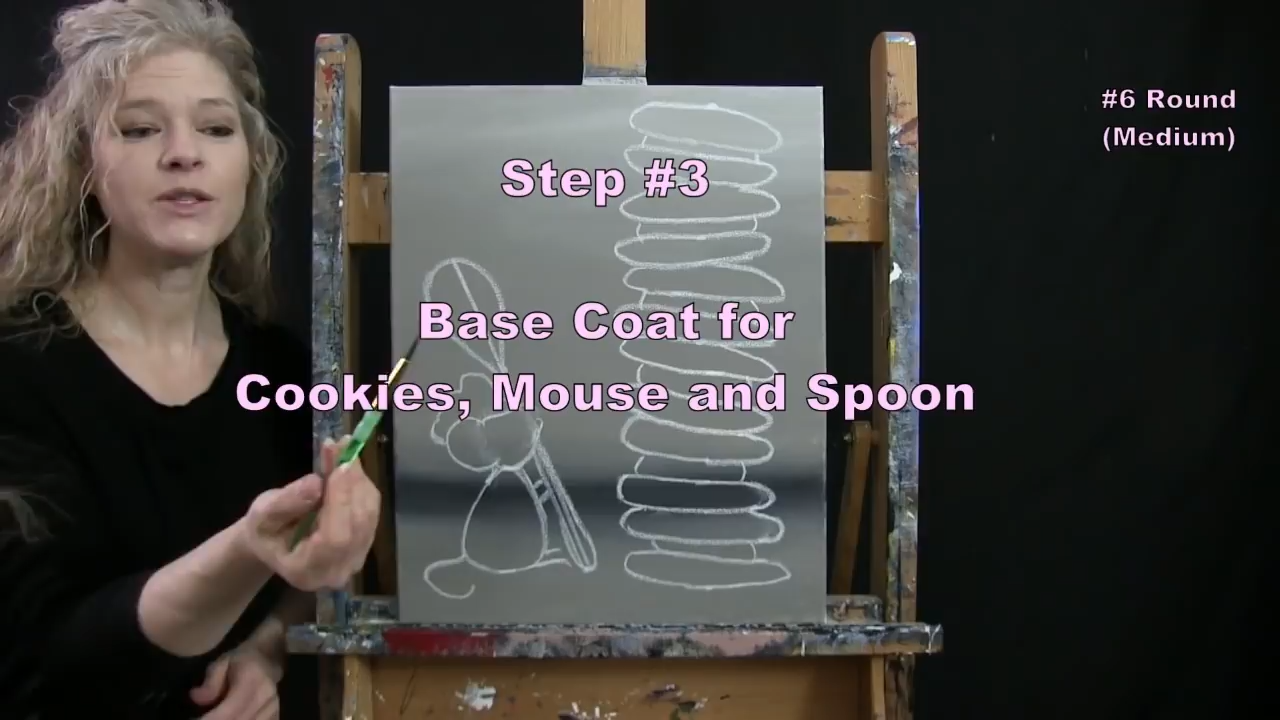 #6 Round
(Medium)
Step #3
Base Coat for
Cookies, Mouse and Spoon